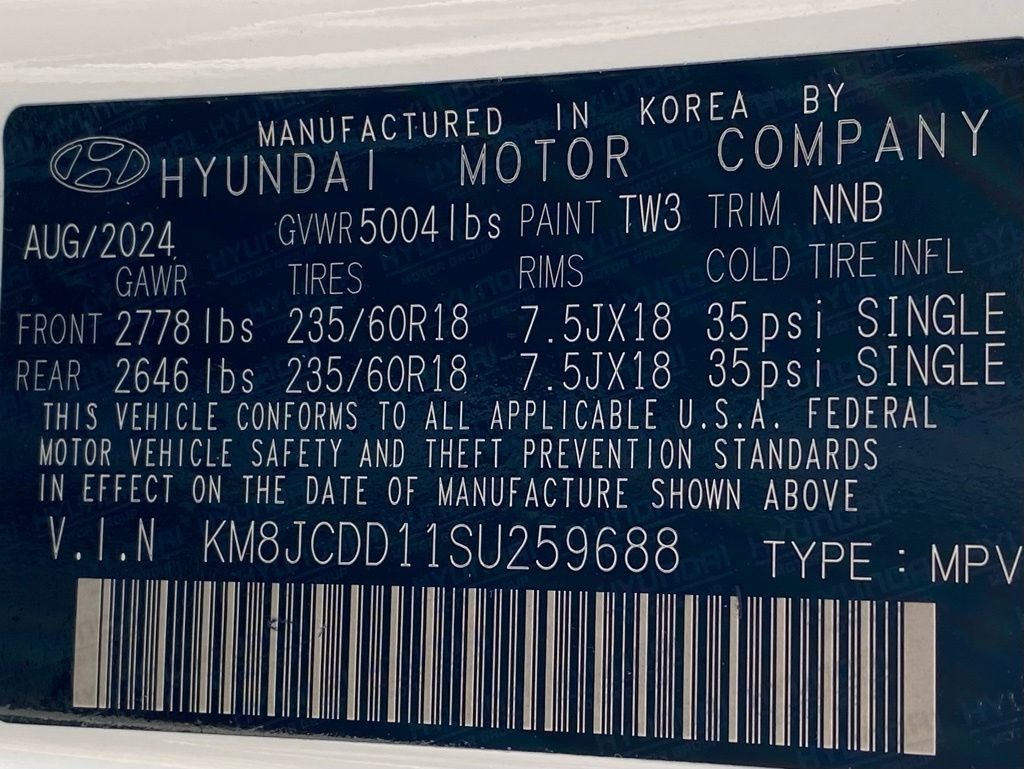 MANUFACTURED IN KOREA BY
HYUNDAI MOTOR COMPANY
AUG/2024 GVWR 5004 lbs PAINT TW3 TRIM NNB
GAWR TIRES RIMS COLD TIRE INFL
FRONT 2778 lbs 235/60R18 7.5JX18 35psi SINGLE
REAR 2646 lbs 235/60R18 7.5JX18 35psi SINGLE
THIS VEHICLE CONFORMS TO ALL APPLICABLE U.S.A. FEDERAL
MOTOR VEHICLE SAFETY AND THEFT PREVENTION STANDARDS
IN EFFECT ON THE DATE OF MANUFACTURE SHOWN ABOVE
V.I.N KM8JCDD11SU259688 TYPE : MPV